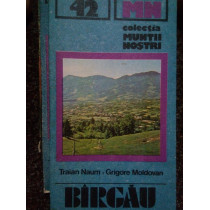 42
MN
colecția
MUNȚII
NOȘTRI
Traian Naum - Grigore Moldovan
BÎRGĂU